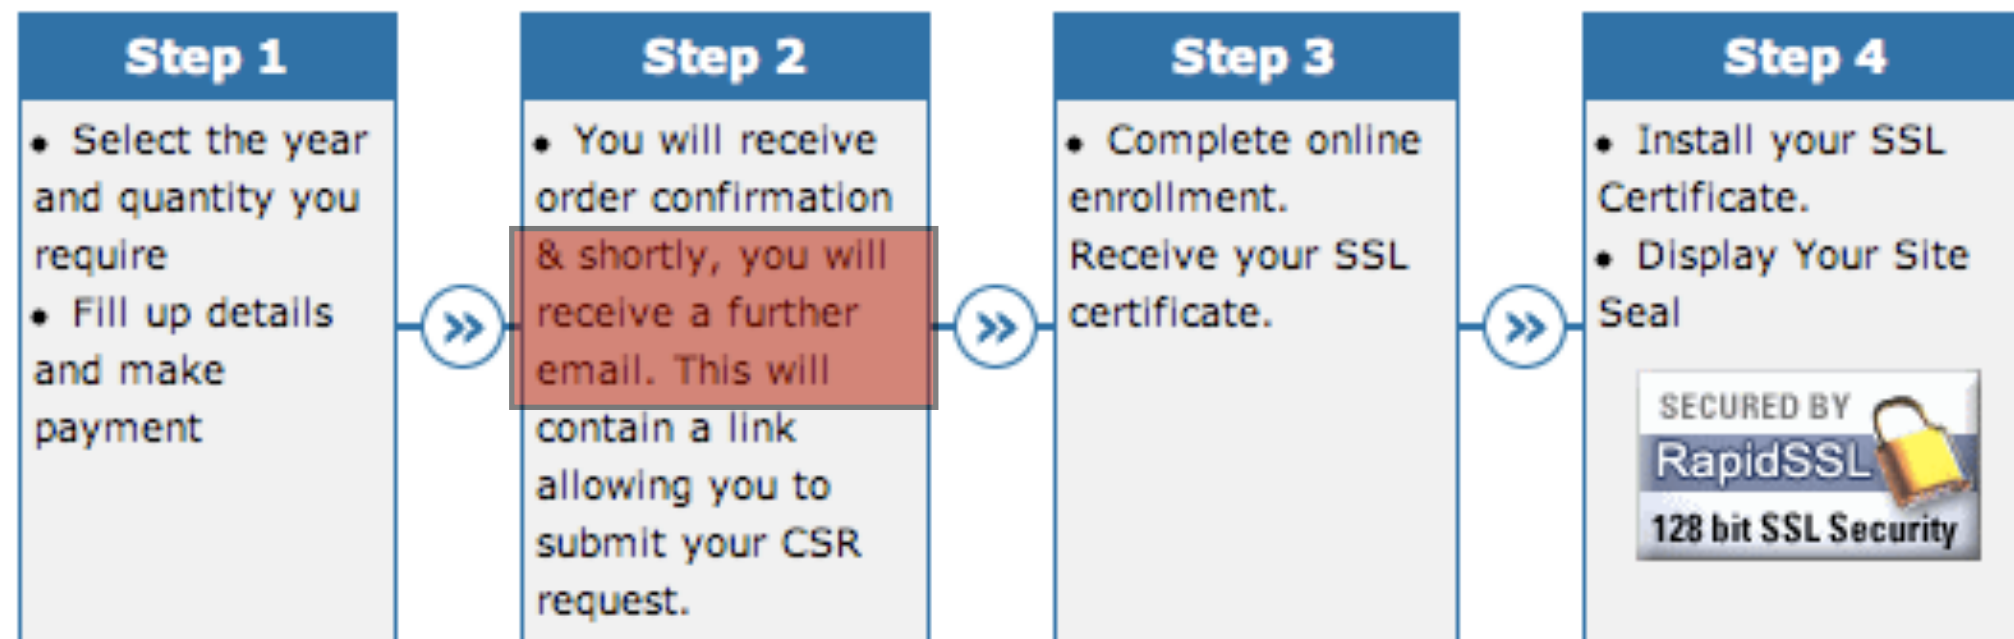 Step 1
• Select the year
and quantity you
require
• Fill up details
and make
payment
Step 2
• You will receive
order confirmation
& shortly, you will
receive a further
email. This will
contain a link
allowing you to
submit your CSR
request.
Step 3
• Complete online
enrollment.
Receive your SSL
certificate.
Step 4
• Install your SSL
Certificate.
• Display Your Site
Seal
SECURED BY
RapidSSL
128 bit SSL Security